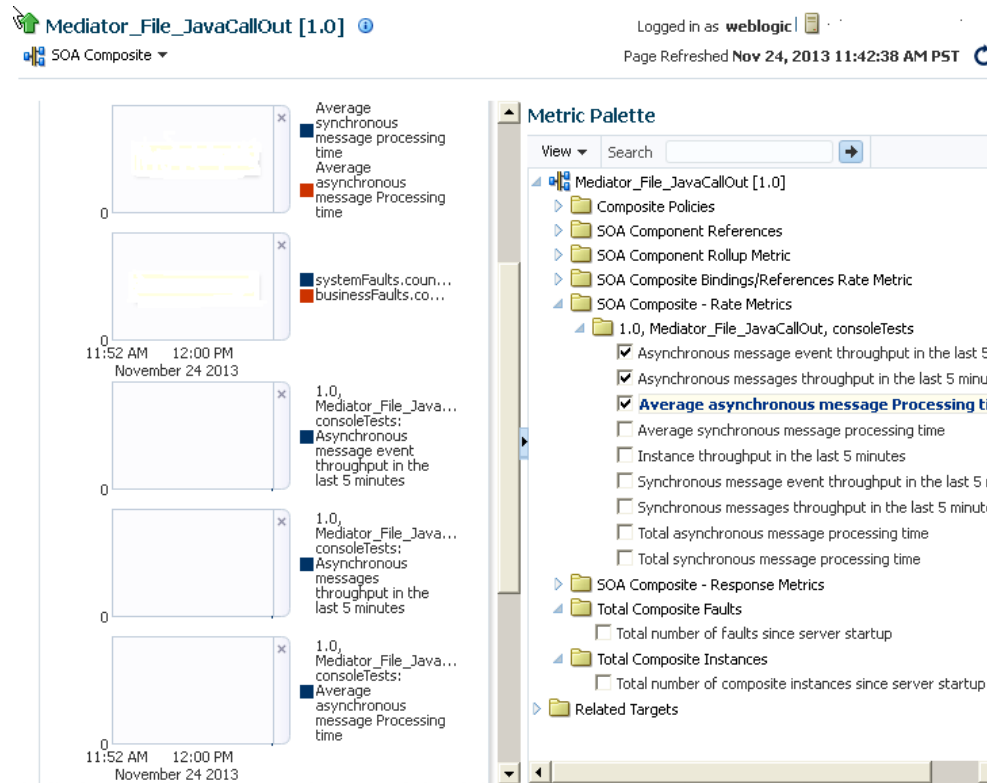 Mediator_File_JavaCallOut [1.0]
Logged in as weblogic
SOA Composite
Page Refreshed Nov 24, 2013 11:42:38 AM PST
Average
synchronous
message processing
time
Average
asynchronous
message Processing
time
0
systemFaults.coun...
businessFaults.co...
0
11:52 AM 12:00 PM
November 24 2013
1.0,
Mediator_File_Java...
consoleTests:
Asynchronous
message event
throughput in the
last 5 minutes
0
1.0,
Mediator_File_Java...
consoleTests:
Asynchronous
messages
throughput in the
last 5 minutes
0
1.0,
Mediator_File_Java...
consoleTests:
Average
asynchronous
message Processing
time
0
11:52 AM 12:00 PM
November 24 2013
Metric Palette
View Search
Mediator_File_JavaCallOut [1.0]
Composite Policies
SOA Component References
SOA Component Rollup Metric
SOA Composite Bindings/References Rate Metric
SOA Composite - Rate Metrics
1.0, Mediator_File_JavaCallOut, consoleTests
Asynchronous message event throughput in the last 5
Asynchronous messages throughput in the last 5 minu
Average asynchronous message Processing ti
Average synchronous message processing time
Instance throughput in the last 5 minutes
Synchronous message event throughput in the last 5
Synchronous messages throughput in the last 5 minut
Total asynchronous message processing time
Total synchronous message processing time
SOA Composite - Response Metrics
Total Composite Faults
Total number of faults since server startup
Total Composite Instances
Total number of composite instances since server startup
Related Targets